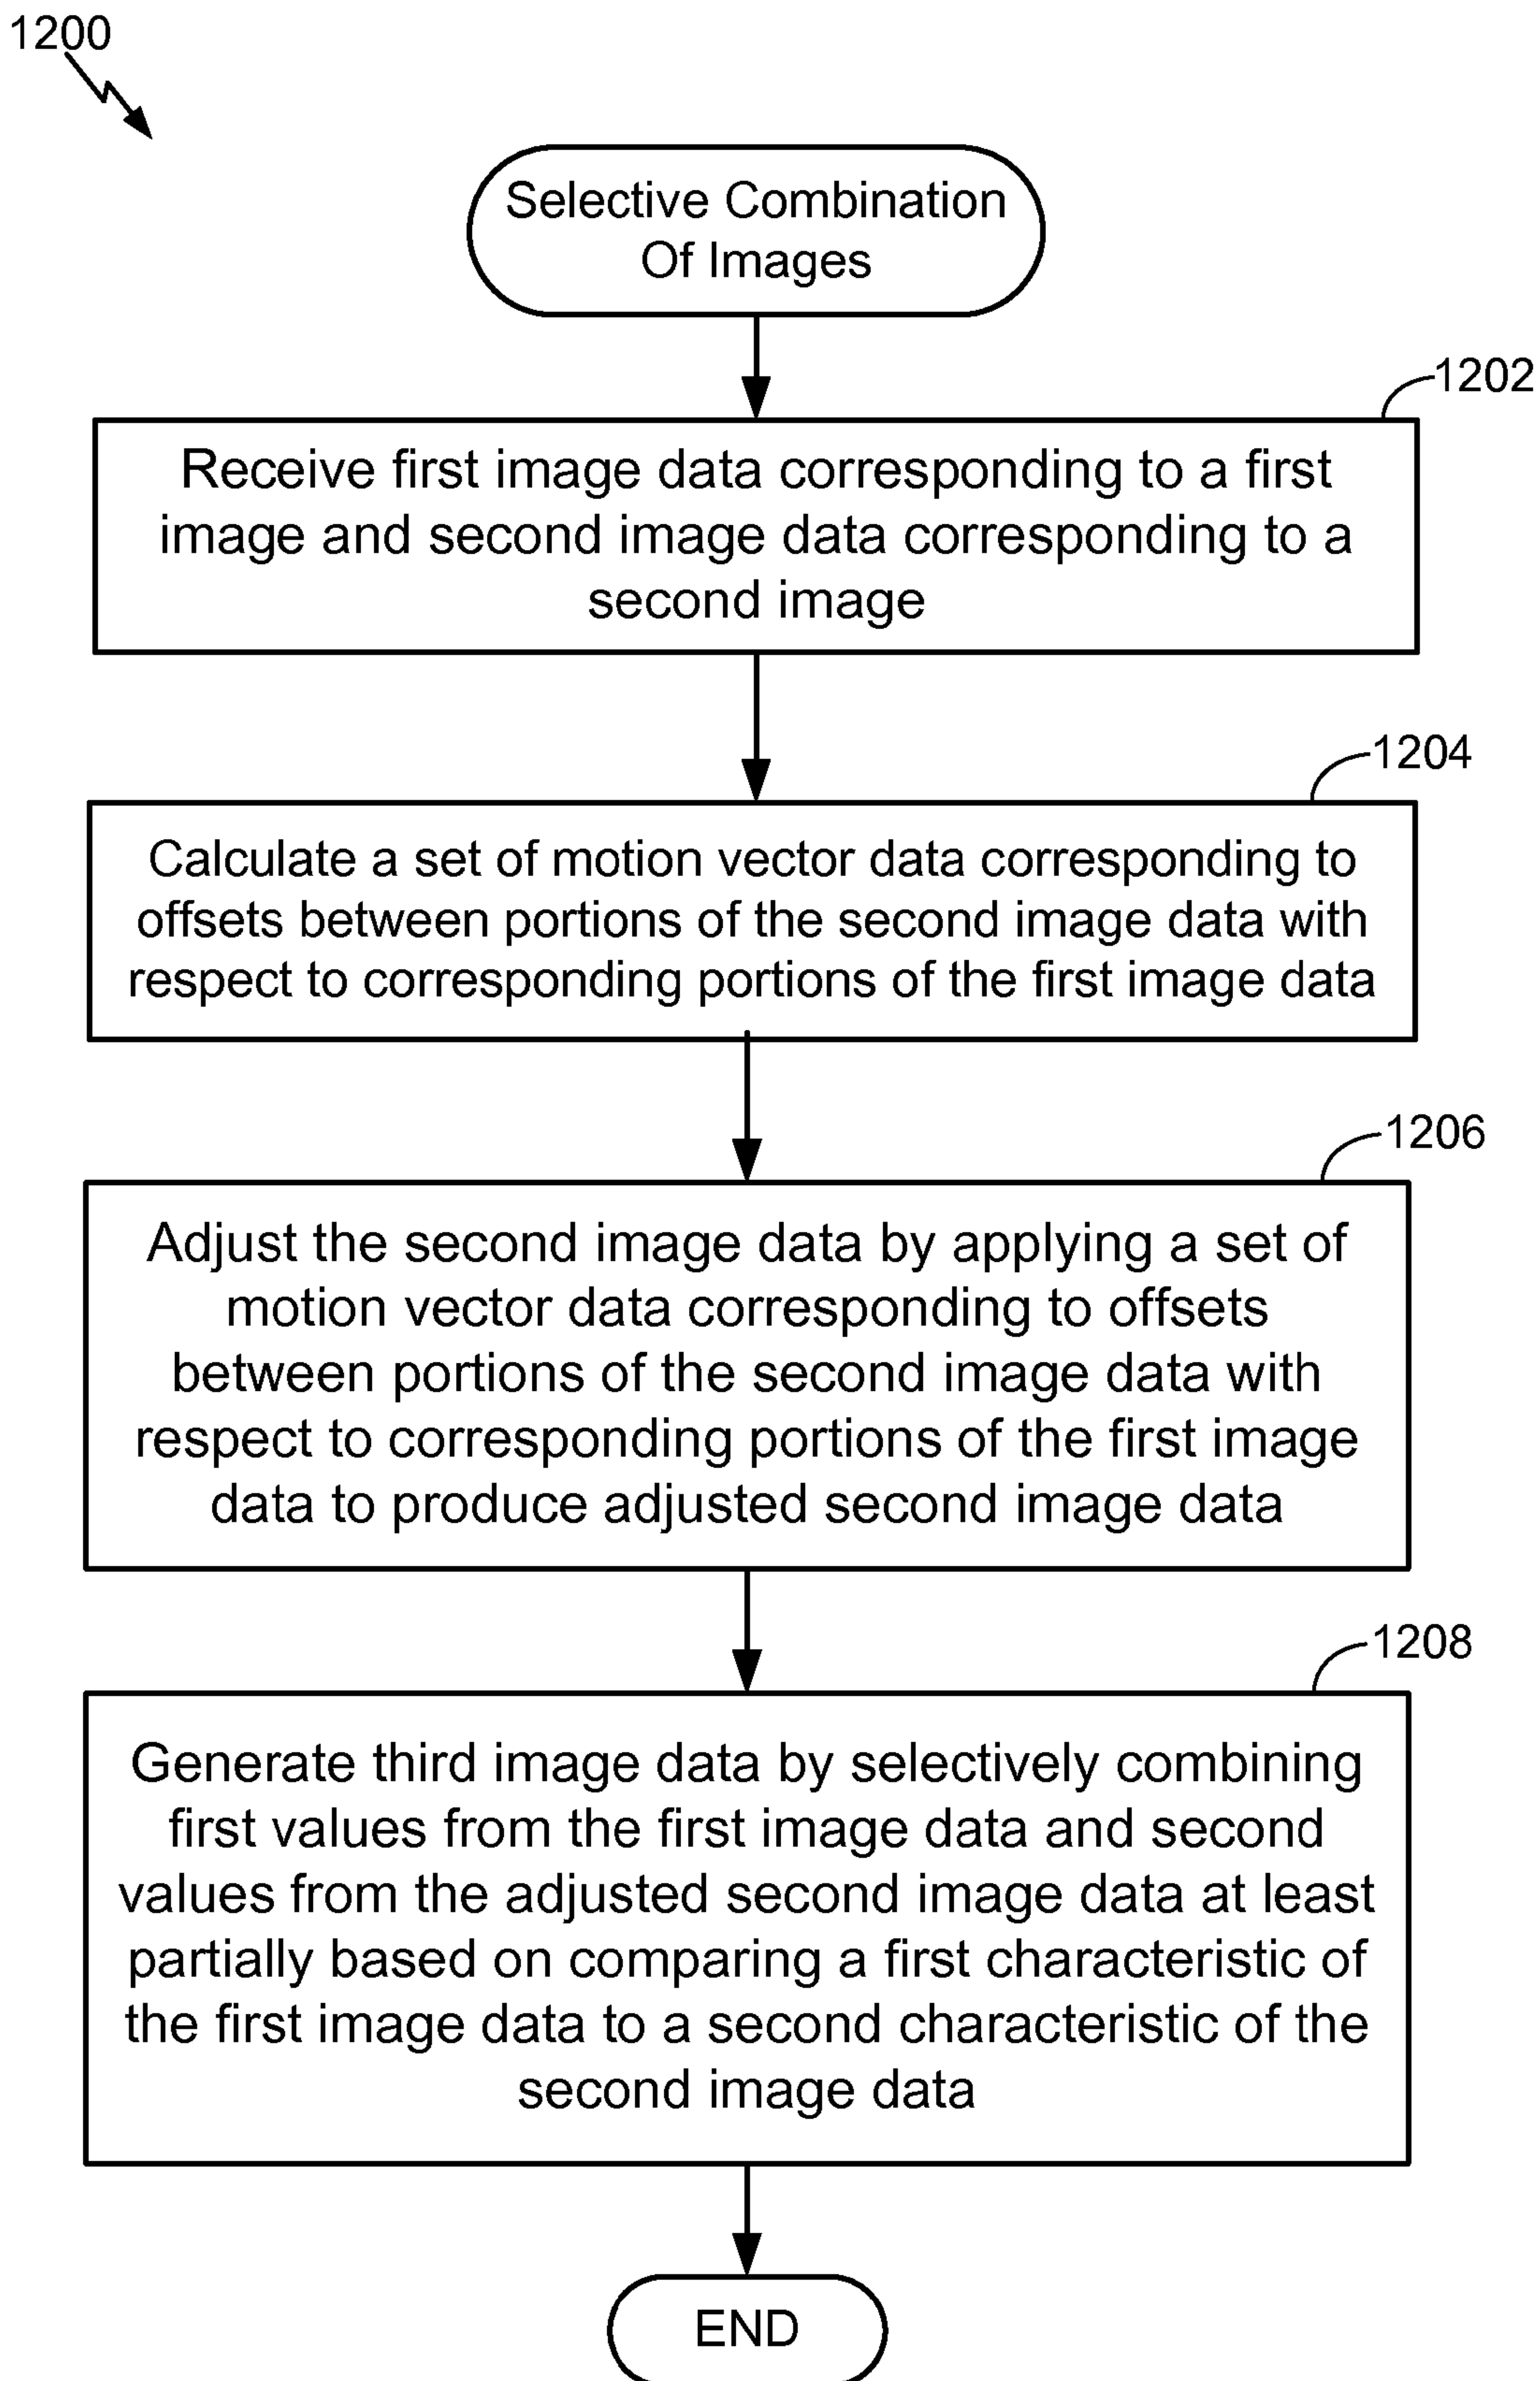 1200
Selective Combination
Of Images
1202
Receive first image data corresponding to a first
image and second image data corresponding to a
second image
1204
Calculate a set of motion vector data corresponding to
offsets between portions of the second image data with
respect to corresponding portions of the first image data
1206
Adjust the second image data by applying a set of
motion vector data corresponding to offsets
between portions of the second image data with
respect to corresponding portions of the first image
data to produce adjusted second image data
1208
Generate third image data by selectively combining
first values from the first image data and second
values from the adjusted second image data at least
partially based on comparing a first characteristic of
the first image data to a second characteristic of the
second image data
END